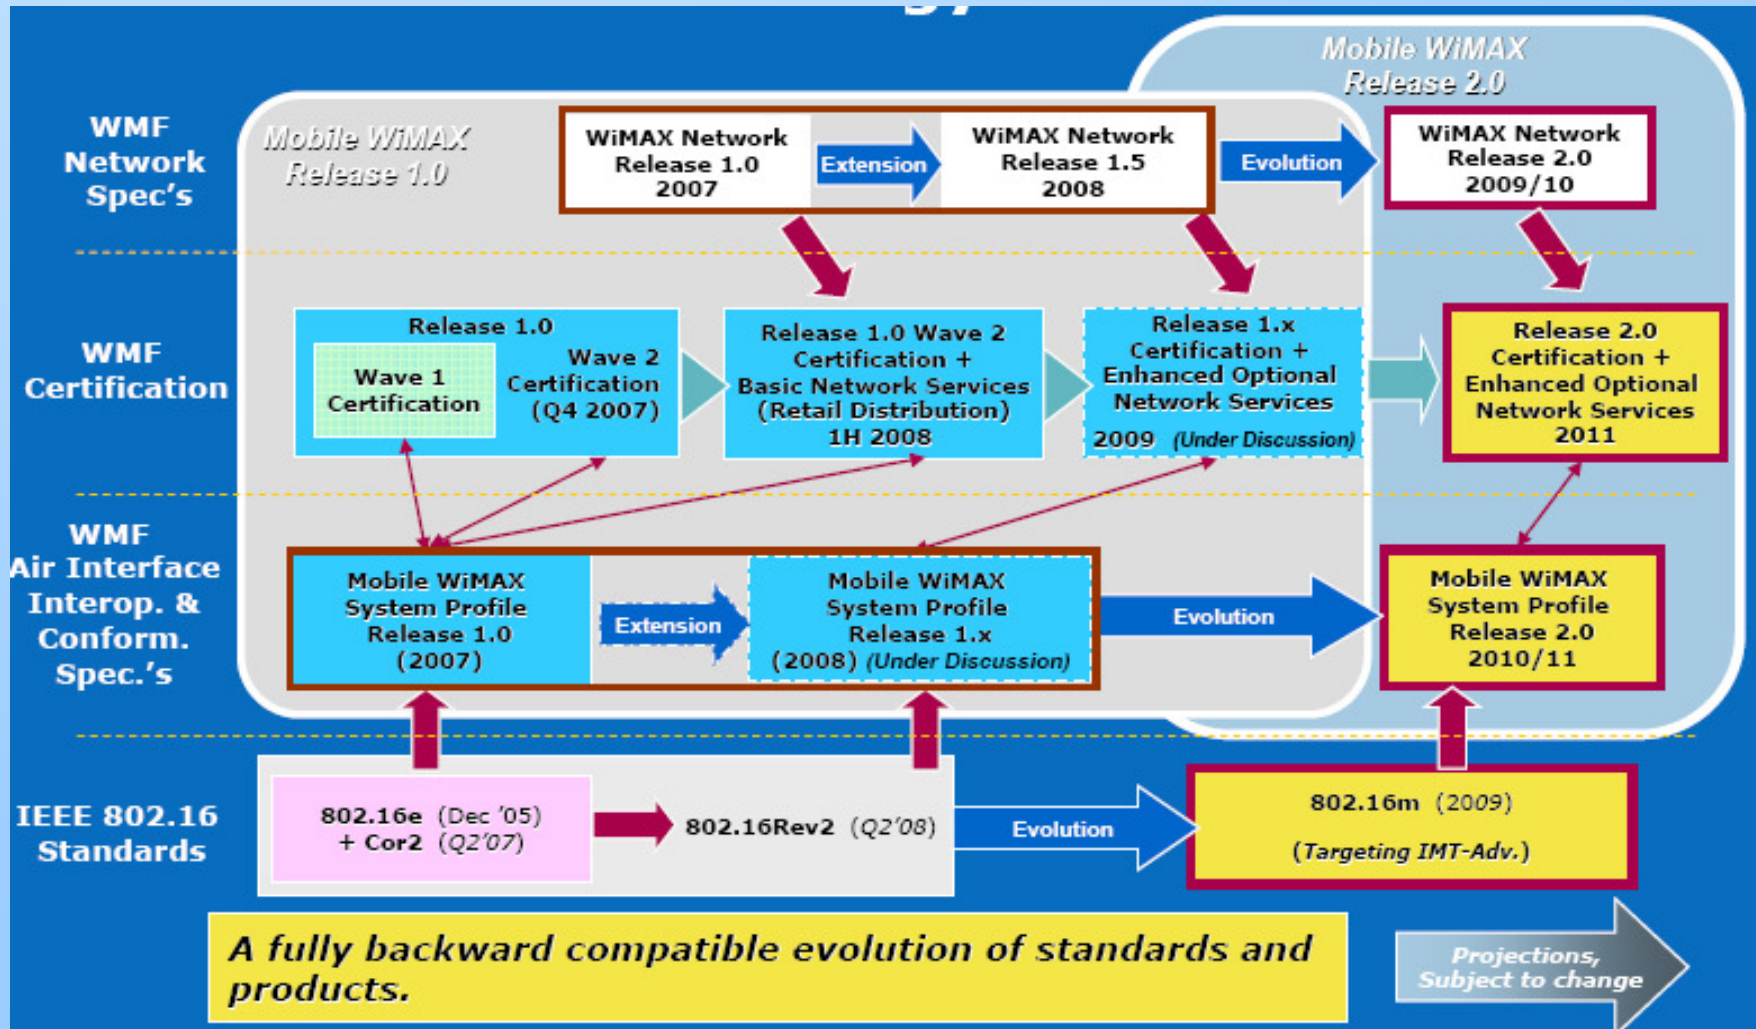 Mobile WiMAX
Release 2.0
WMF
Network
Spec's
Mobile WiMAX
Release 1.0
WiMAX Network
Release 1.0
2007
Extension
WiMAX Network
Release 1.5
2008
Evolution
WiMAX Network
Release 2.0
2009/10
WMF
Certification
Release 1.0
Wave 1
Certification
Wave 2
Certification
(Q4 2007)
Release 1.0 Wave 2
Certification +
Basic Network Services
(Retail Distribution)
1H 2008
Release 1.x
Certification +
Enhanced Optional
Network Services
2009 (Under Discussion)
Release 2.0
Certification +
Enhanced Optional
Network Services
2011
WMF
Air Interface
Interop. &
Conform.
Spec.'s
Mobile WiMAX
System Profile
Release 1.0
(2007)
Extension
Mobile WiMAX
System Profile
Release 1.x
(2008) (Under Discussion)
Evolution
Mobile WiMAX
System Profile
Release 2.0
2010/11
IEEE 802.16
Standards
802.16e (Dec '05)
+ Cor2 (Q2'07)
802.16Rev2 (Q2'08)
Evolution
802.16m (2009)
(Targeting IMT-Adv.)
A fully backward compatible evolution of standards and
products.
Projections,
Subject to change